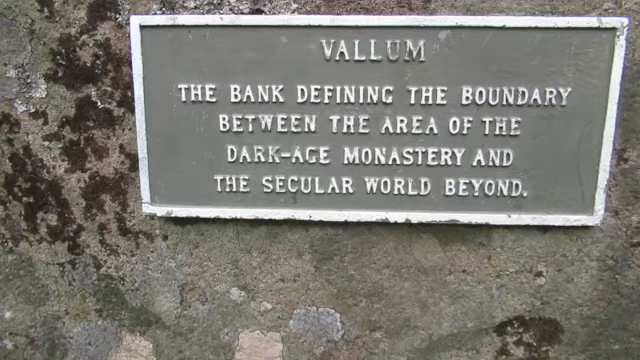 VALLUM
THE BANK DEFINING THE BOUNDARY
BETWEEN THE AREA OF THE
DARK-AGE MONASTERY AND
THE SECULAR WORLD BEYOND.